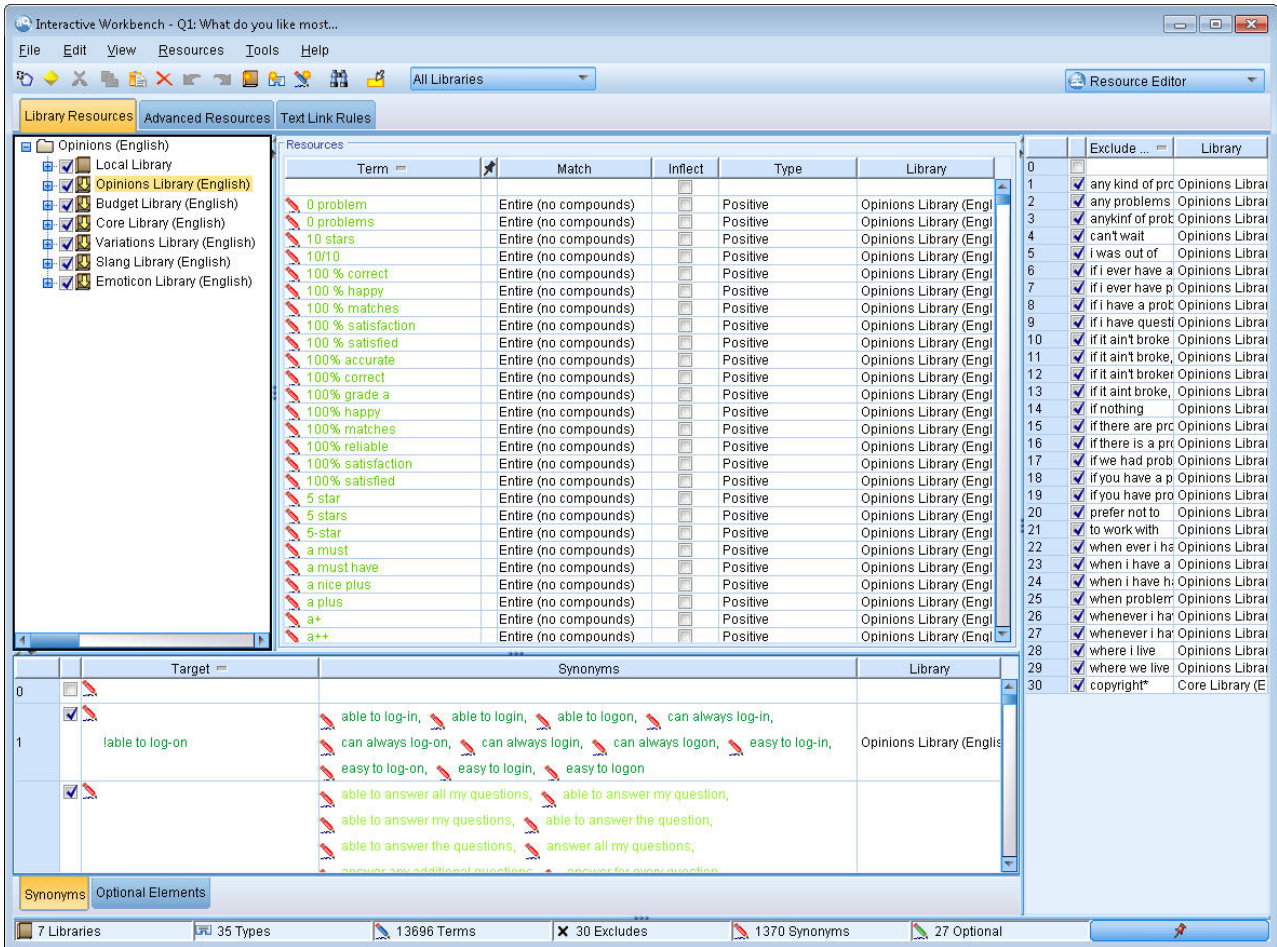 Interactive Workbench - Q1: What do you like most...
File Edit View Resources Tools Help
All Libraries
Resource Editor
Library Resources Advanced Resources Text Link Rules
Opinions (English)
Local Library
Opinions Library (English)
Budget Library (English)
Core Library (English)
Variations Library (English)
Slang Library (English)
Emoticon Library (English)
Resources
Term Match Inflect Type Library
0 problem Entire (no compounds) Positive Opinions Library (Engl
0 problems Entire (no compounds) Positive Opinions Library (Engl
10 stars Entire (no compounds) Positive Opinions Library (Engl
10/10 Entire (no compounds) Positive Opinions Library (Engl
100 % correct Entire (no compounds) Positive Opinions Library (Engl
100 % happy Entire (no compounds) Positive Opinions Library (Engl
100 % matches Entire (no compounds) Positive Opinions Library (Engl
100 % satisfaction Entire (no compounds) Positive Opinions Library (Engl
100 % satisfied Entire (no compounds) Positive Opinions Library (Engl
100% accurate Entire (no compounds) Positive Opinions Library (Engl
100% correct Entire (no compounds) Positive Opinions Library (Engl
100% grade a Entire (no compounds) Positive Opinions Library (Engl
100% happy Entire (no compounds) Positive Opinions Library (Engl
100% matches Entire (no compounds) Positive Opinions Library (Engl
100% reliable Entire (no compounds) Positive Opinions Library (Engl
100% satisfaction Entire (no compounds) Positive Opinions Library (Engl
100% satisfied Entire (no compounds) Positive Opinions Library (Engl
5 star Entire (no compounds) Positive Opinions Library (Engl
5 stars Entire (no compounds) Positive Opinions Library (Engl
5-star Entire (no compounds) Positive Opinions Library (Engl
a must Entire (no compounds) Positive Opinions Library (Engl
a must have Entire (no compounds) Positive Opinions Library (Engl
a nice plus Entire (no compounds) Positive Opinions Library (Engl
a plus Entire (no compounds) Positive Opinions Library (Engl
a+ Entire (no compounds) Positive Opinions Library (Engl
a++ Entire (no compounds) Positive Opinions Library (Engl
Exclude ... Library
0
1 any kind of prc Opinions Librar
2 any problems Opinions Librar
3 anykinf of prob Opinions Librar
4 can't wait Opinions Librar
5 i was out of Opinions Librar
6 if i ever have a Opinions Librar
7 if i ever have p Opinions Librar
8 if i have a prob Opinions Librar
9 if i have questi Opinions Librar
10 if it ain't broke Opinions Librar
11 if it ain't broke, Opinions Librar
12 if it ain't broker Opinions Librar
13 if it aint broke, Opinions Librar
14 if nothing Opinions Librar
15 if there are prc Opinions Librar
16 if there is a prc Opinions Librar
17 if we had prob Opinions Librar
18 if you have a p Opinions Librar
19 if you have pro Opinions Librar
20 prefer not to Opinions Librar
21 to work with Opinions Librar
22 when ever i ha Opinions Librar
23 when i have a Opinions Librar
24 when i have h Opinions Librar
25 when problem Opinions Librar
26 whenever i ha Opinions Librar
27 whenever i ha Opinions Librar
28 where i live Opinions Librar
29 where we live Opinions Librar
30 copyright* Core Library (E
Target Synonyms Library
0
able to log-in, able to login, able to logon, can always log-in,
1 !able to log-on can always log-on, can always login, can always logon, easy to log-in, Opinions Library (Englis
easy to log-on, easy to login, easy to logon
able to answer all my questions, able to answer my question,
able to answer my questions, able to answer the question,
able to answer the questions, answer all my questions,
answer any additional questions, answer for every question
Synonyms Optional Elements
7 Libraries 35 Types 13696 Terms 30 Excludes 1370 Synonyms 27 Optional